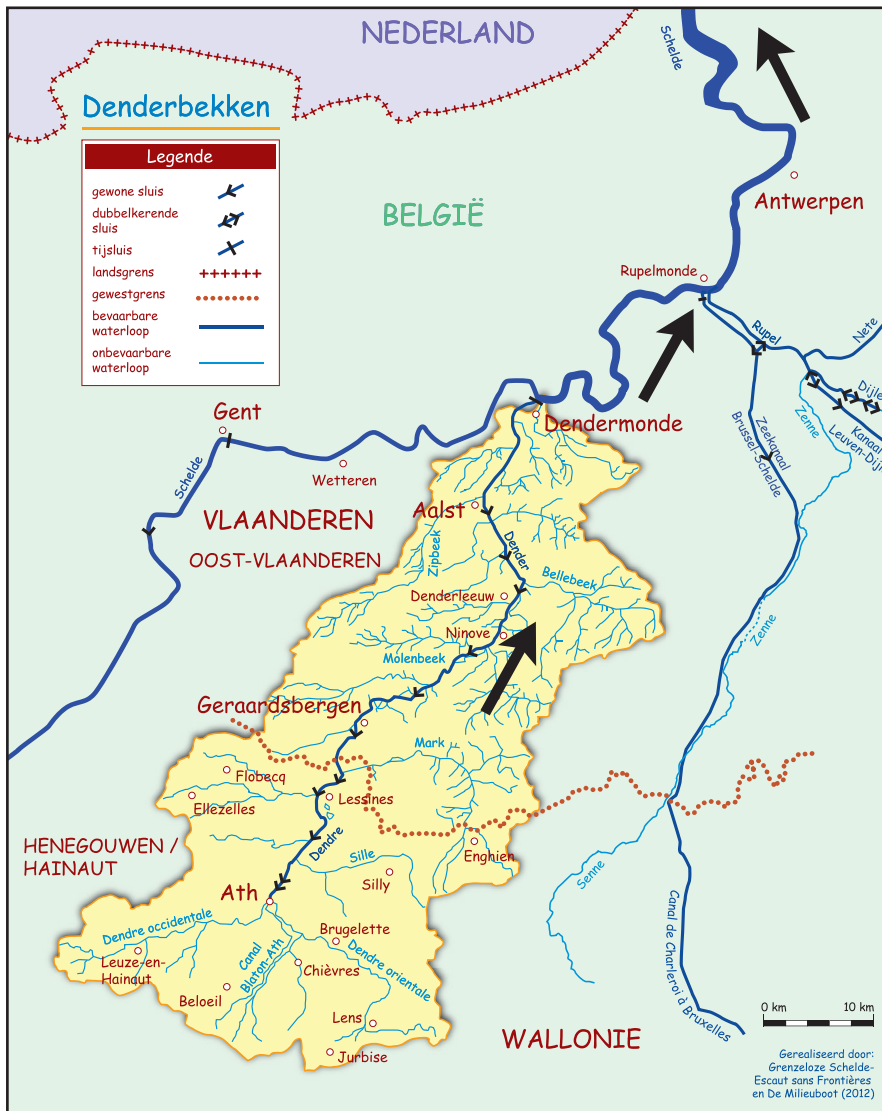 NEDERLAND
Schelde
Denderbekken
Legende
gewone sluis
dubbelkerende
sluis
tijsluis
landsgrens
gewestgrens
bevaarbare
waterloop
onbevaarbare
waterloop
BELGIË
Antwerpen
Rupelmonde
Rupel
Nete
Dijle
Zenne
Kanaal
Leuven-Dijl
Zeekanaal
Brussel-Schelde
Gent
Dendermonde
Schelde
Wetteren
VLAANDEREN
OOST-VLAANDEREN
Aalst
Zipbeek
Dender
Bellebeek
Denderleeuw
Ninove
Molenbeek
Zenne
Geraardsbergen
Mark
Flobecq
Ellezelles
Lessines
HENEGOUWEN /
HAINAUT
Dendre
Enghien
Sille
Silly
Senne
Ath
Dendre occidentale
Brugelette
Canal
Blaton-Ath
Dendre orientale
Leuze-en-
Hainaut
Chièvres
Beloeil
Canal de Charleroi à Bruxelles
Lens
Jurbise
WALLONIE
0 km 10 km
Gerealiseerd door:
Grenzeloze Schelde-
Escaut sans Frontières
en De Milieuboot (2012)